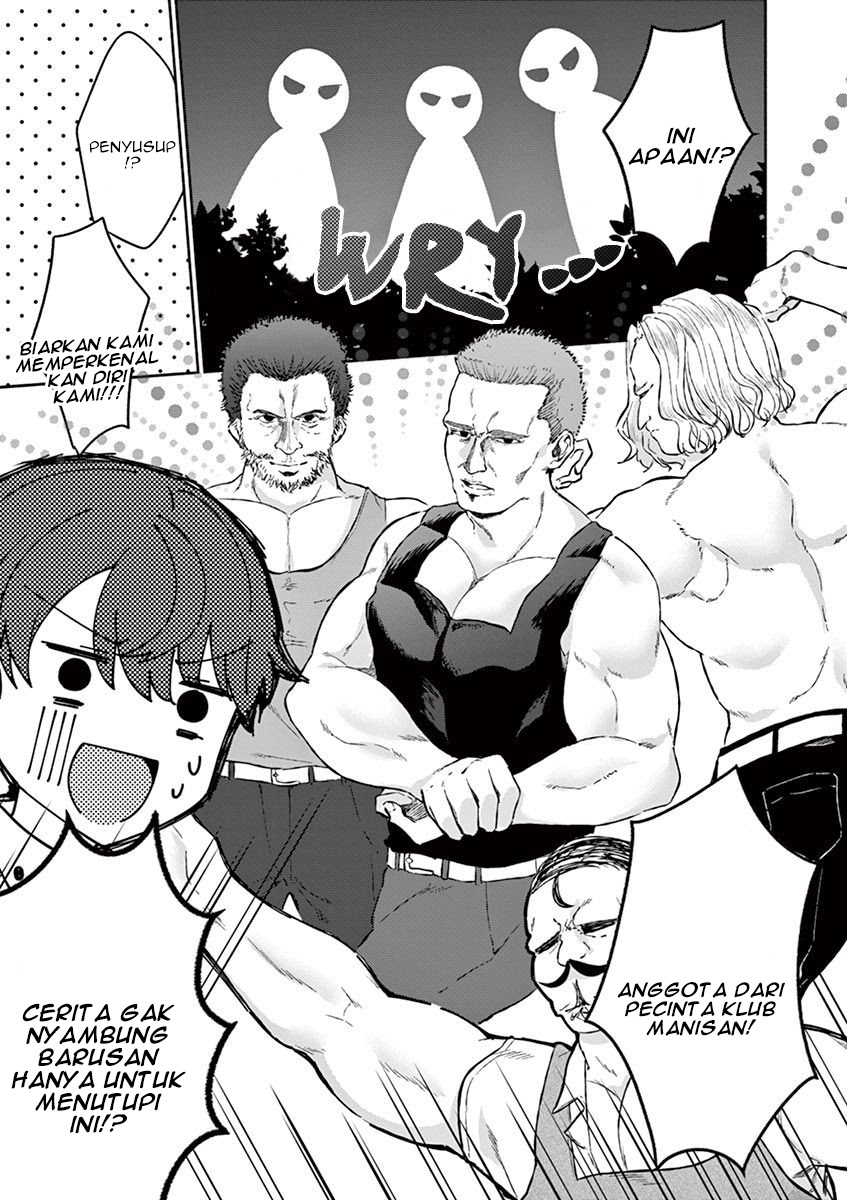 INI
APAAN!?
WRY...
PENYUSUP
!?
BIARKAN KAMI
MEMPERKENAL
KAN DIRI
KAMI!!!
ANGGOTA DARI
PECINTA KLUB
MANISAN!
CERITA GAK
NYAMBUNG
BARUSAN
HANYA UNTUK
MENUTUPI
INI!?